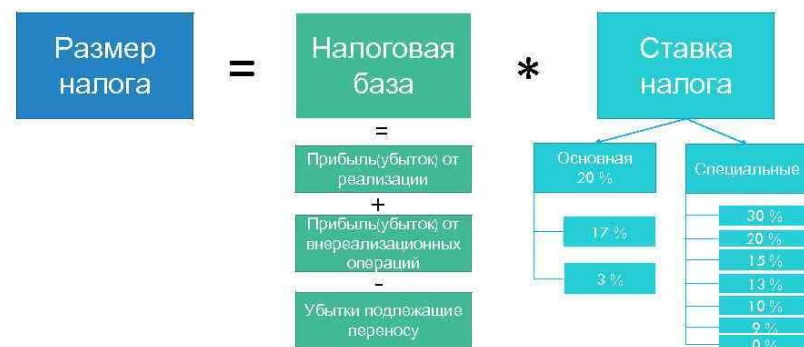 Размер
налога
=
Налоговая
база
*
Ставка
налога
=
Прибыль(убыток) от
реализации
+
Прибыль(убыток) от
внереализационных
операций
-
Убытки подлежащие
переносу
Основная
20 %
17 %
3 %
Специальные
30 %
20 %
15 %
13 %
10 %
9 %
0 %